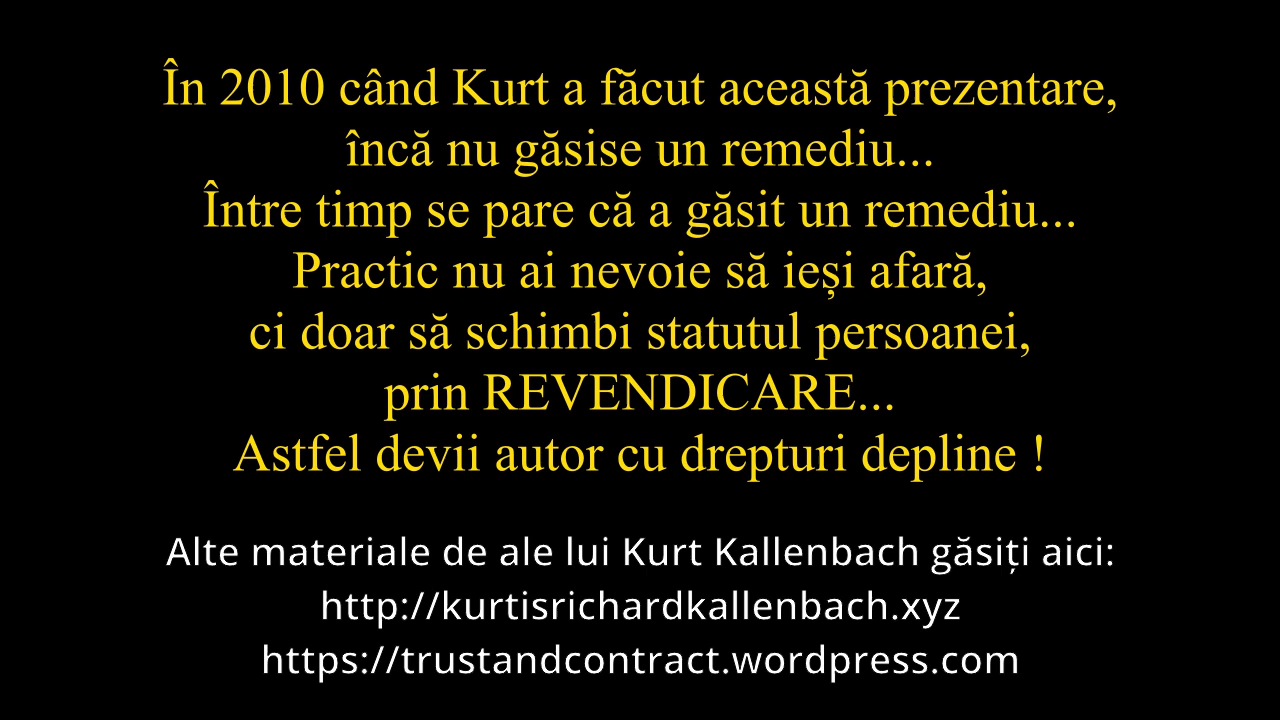 În 2010 când Kurt a făcut această prezentare,
încă nu găsise un remediu...
Între timp se pare că a găsit un remediu...
Practic nu ai nevoie să ieși afară,
ci doar să schimbi statutul persoanei,
prin REVENDICARE...
Astfel devii autor cu drepturi depline !
Alte materiale de ale lui Kurt Kallenbach găsiți aici:
http://kurtisrichardkallenbach.xyz
https://trustandcontract.wordpress.com